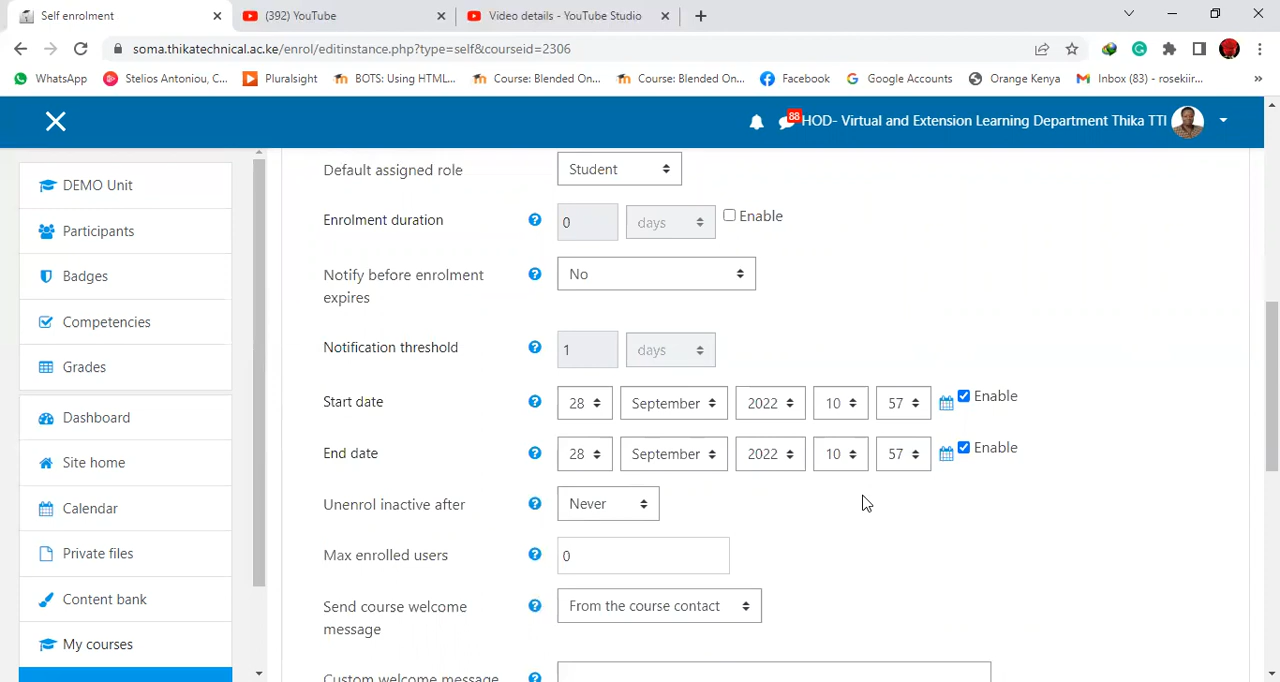 Self enrolment
(392) YouTube
Video details - YouTube Studio
soma.thikatechnical.ac.ke/enrol/editinstance.php?type=self&courseid=2306
WhatsApp
Stelios Antoniou, C...
Pluralsight
BOTS: Using HTML...
Course: Blended On...
Course: Blended On...
Facebook
Google Accounts
Orange Kenya
Inbox (83) - rosekiir...
88
HOD- Virtual and Extension Learning Department Thika TTI
DEMO Unit
Participants
Badges
Competencies
Grades
Dashboard
Site home
Calendar
Private files
Content bank
My courses
Default assigned role
Student
Enrolment duration
0 days Enable
Notify before enrolment
expires
No
Notification threshold
1 days
Start date
28 September 2022 10 57 Enable
End date
28 September 2022 10 57 Enable
Unenrol inactive after
Never
Max enrolled users
0
Send course welcome
message
From the course contact
Custom welcome message